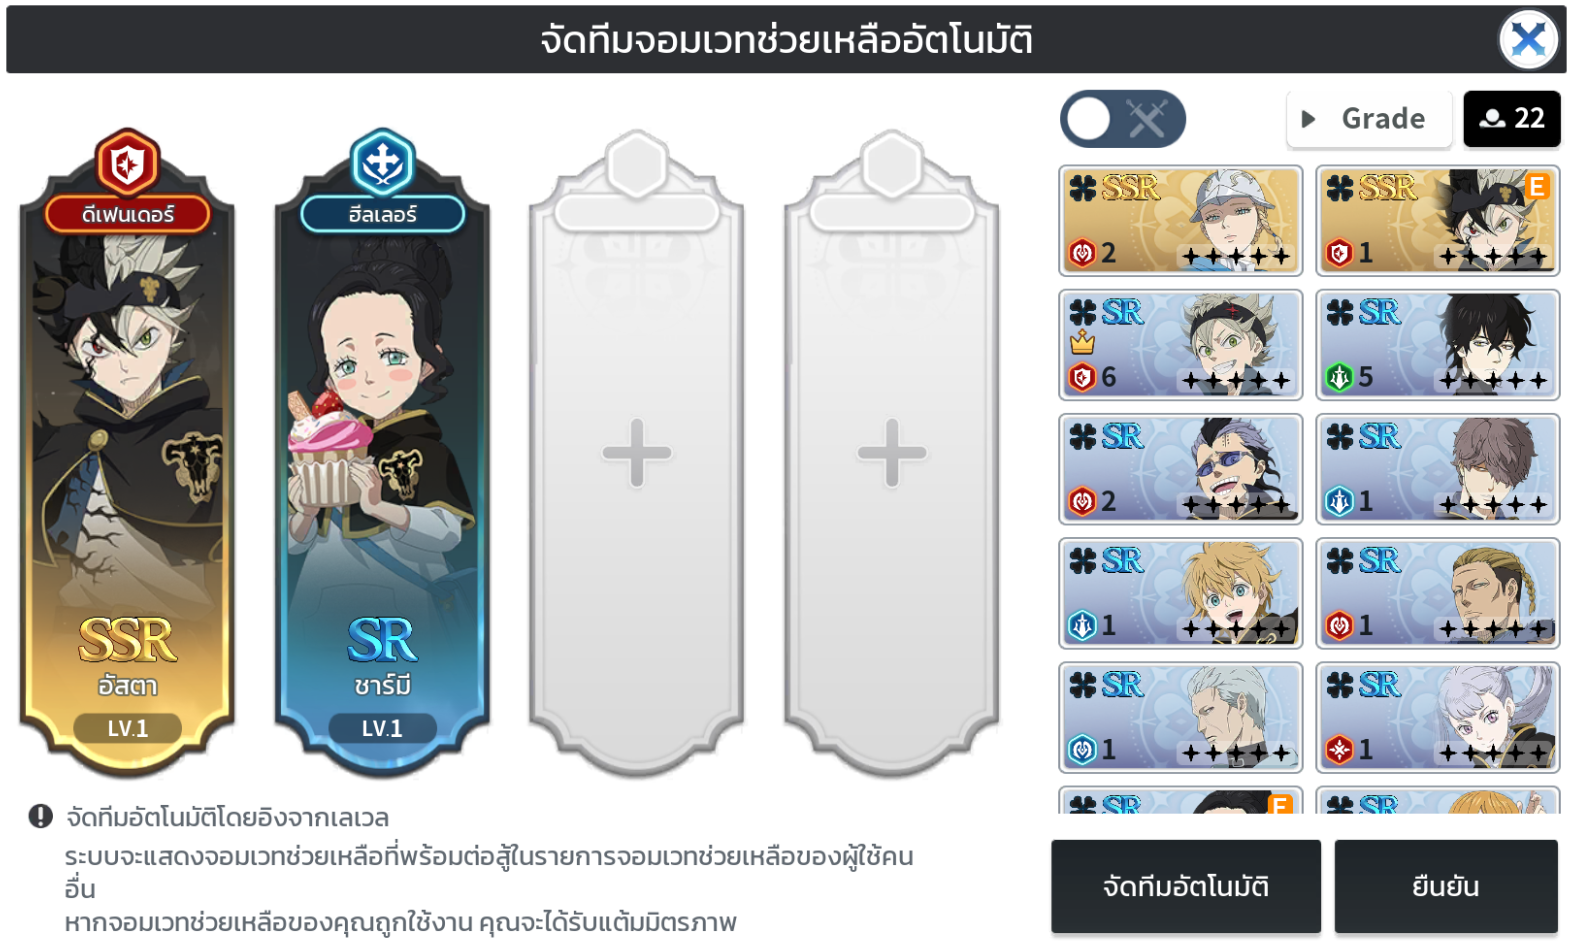 จัดทีมจอมเวทช่วยเหลืออัตโนมัติ
Grade
22
ดีเฟนเดอร์
ฮีลเลอร์
SSR
อัสตา
LV.1
SR
ชาร์มี
LV.1
SSR
2
SSR
E
1
SR
6
SR
5
SR
2
SR
1
SR
1
SR
1
SR
1
SR
1
SR
E
SR
จัดทีมอัตโนมัติโดยอิงจากเลเวล
ระบบจะแสดงจอมเวทช่วยเหลือที่พร้อมต่อสู้ในรายการจอมเวทช่วยเหลือของผู้ใช้คน
อื่น
หากจอมเวทช่วยเหลือของคุณถูกใช้งาน คุณจะได้รับแต้มมิตรภาพ
จัดทีมอัตโนมัติ
ยืนยัน